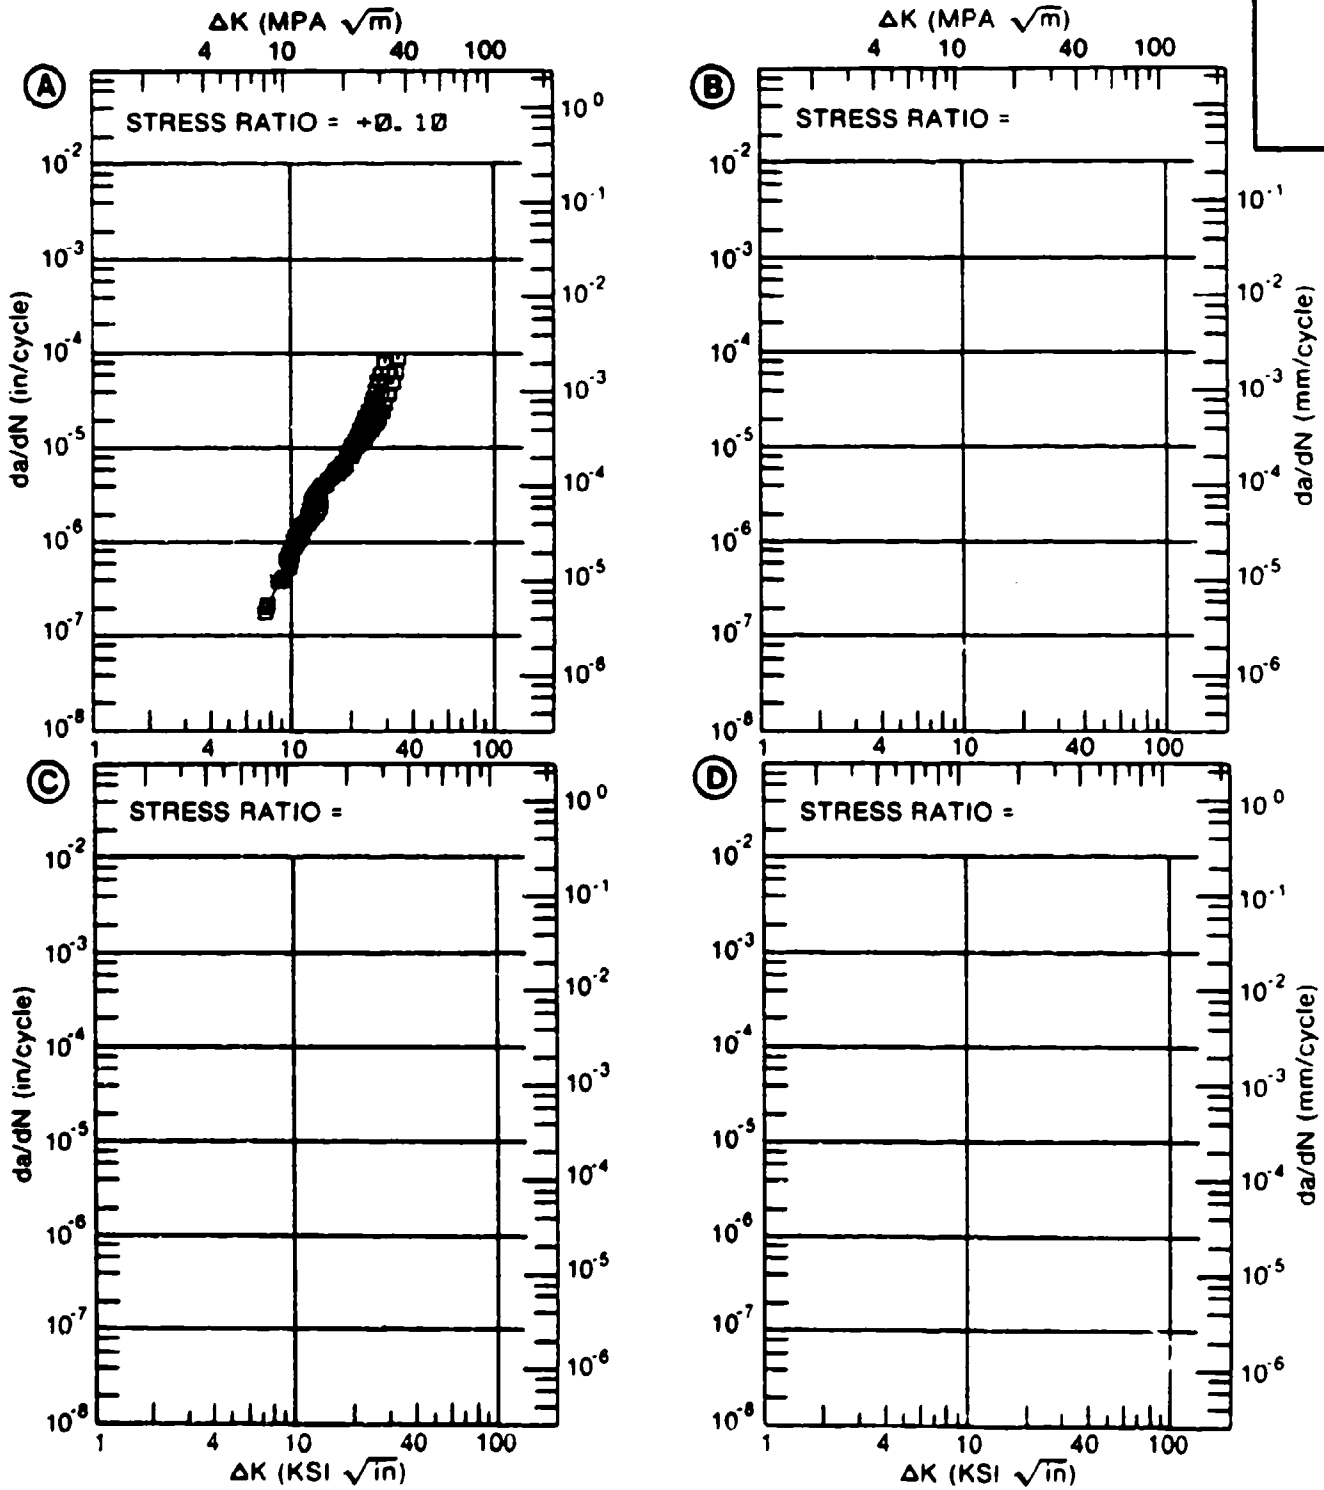 ΔK (MPA √m)
4 10 40 100
A
STRESS RATIO = +0.10
10⁻²
10⁻³
10⁻⁴
10⁻⁵
10⁻⁶
10⁻⁷
10⁻⁸
da/dN (in/cycle)
10⁰
10⁻¹
10⁻²
10⁻³
10⁻⁴
10⁻⁵
10⁻⁶
1 4 10 40 100
ΔK (MPA √m)
4 10 40 100
B
STRESS RATIO =
10⁻²
10⁻³
10⁻⁴
10⁻⁵
10⁻⁶
10⁻⁷
10⁻⁸
10⁻¹
10⁻²
10⁻³
10⁻⁴
10⁻⁵
10⁻⁶
da/dN (mm/cycle)
1 4 10 40 100
C
STRESS RATIO =
10⁻²
10⁻³
10⁻⁴
10⁻⁵
10⁻⁶
10⁻⁷
10⁻⁸
da/dN (in/cycle)
10⁰
10⁻¹
10⁻²
10⁻³
10⁻⁴
10⁻⁵
10⁻⁶
1 4 10 40 100
ΔK (KSI √in)
D
STRESS RATIO =
10⁻²
10⁻³
10⁻⁴
10⁻⁵
10⁻⁶
10⁻⁷
10⁻⁸
10⁰
10⁻¹
10⁻²
10⁻³
10⁻⁴
10⁻⁵
10⁻⁶
da/dN (mm/cycle)
1 4 10 40 100
ΔK (KSI √in)